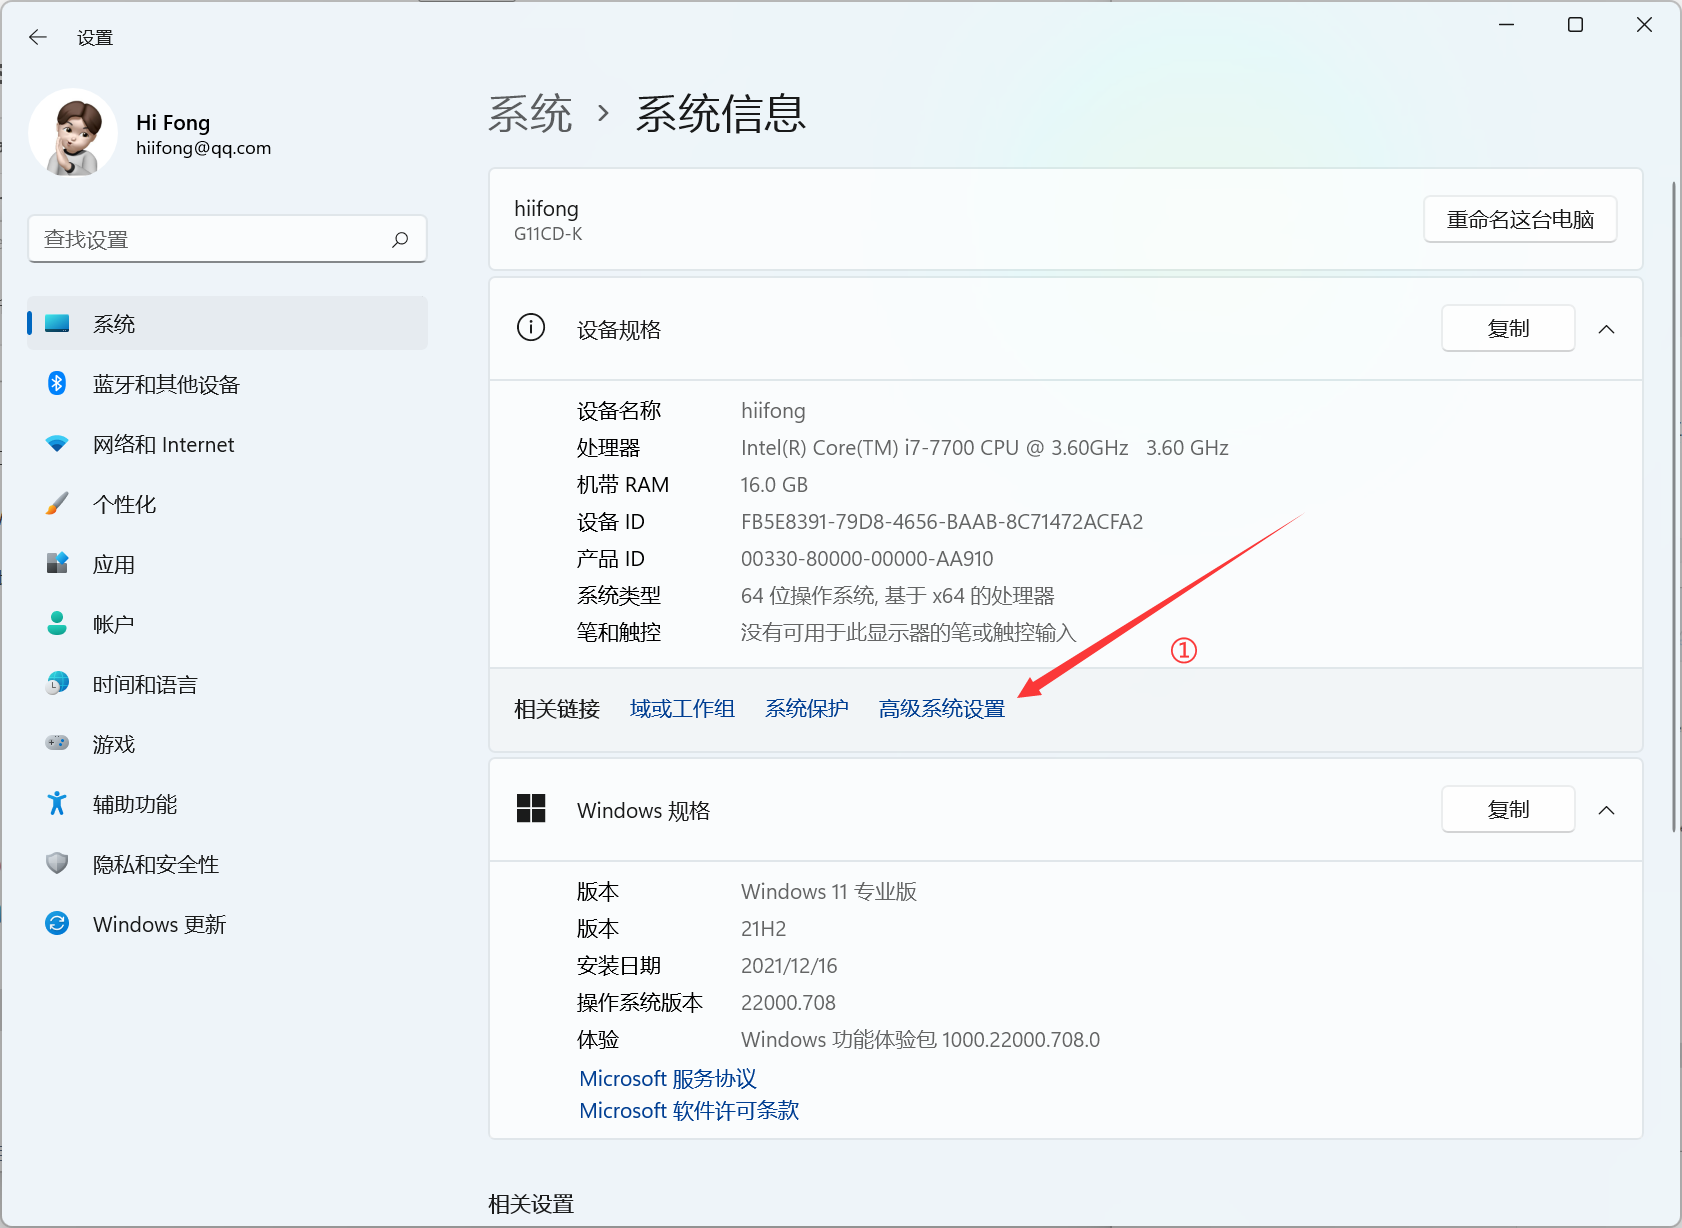 设置
Hi Fong
hiifong@qq.com
查找设置
系统
蓝牙和其他设备
网络和 Internet
个性化
应用
帐户
时间和语言
游戏
辅助功能
隐私和安全性
Windows 更新
系统 › 系统信息
hiifong
G11CD-K
重命名这台电脑
设备规格
复制
设备名称 hiifong
处理器 Intel(R) Core(TM) i7-7700 CPU @ 3.60GHz 3.60 GHz
机带 RAM 16.0 GB
设备 ID FB5E8391-79D8-4656-BAAB-8C71472ACFA2
产品 ID 00330-80000-00000-AA910
系统类型 64 位操作系统, 基于 x64 的处理器
笔和触控 没有可用于此显示器的笔或触控输入
①
相关链接 域或工作组 系统保护 高级系统设置
Windows 规格
复制
版本 Windows 11 专业版
版本 21H2
安装日期 2021/12/16
操作系统版本 22000.708
体验 Windows 功能体验包 1000.22000.708.0
Microsoft 服务协议
Microsoft 软件许可条款
相关设置